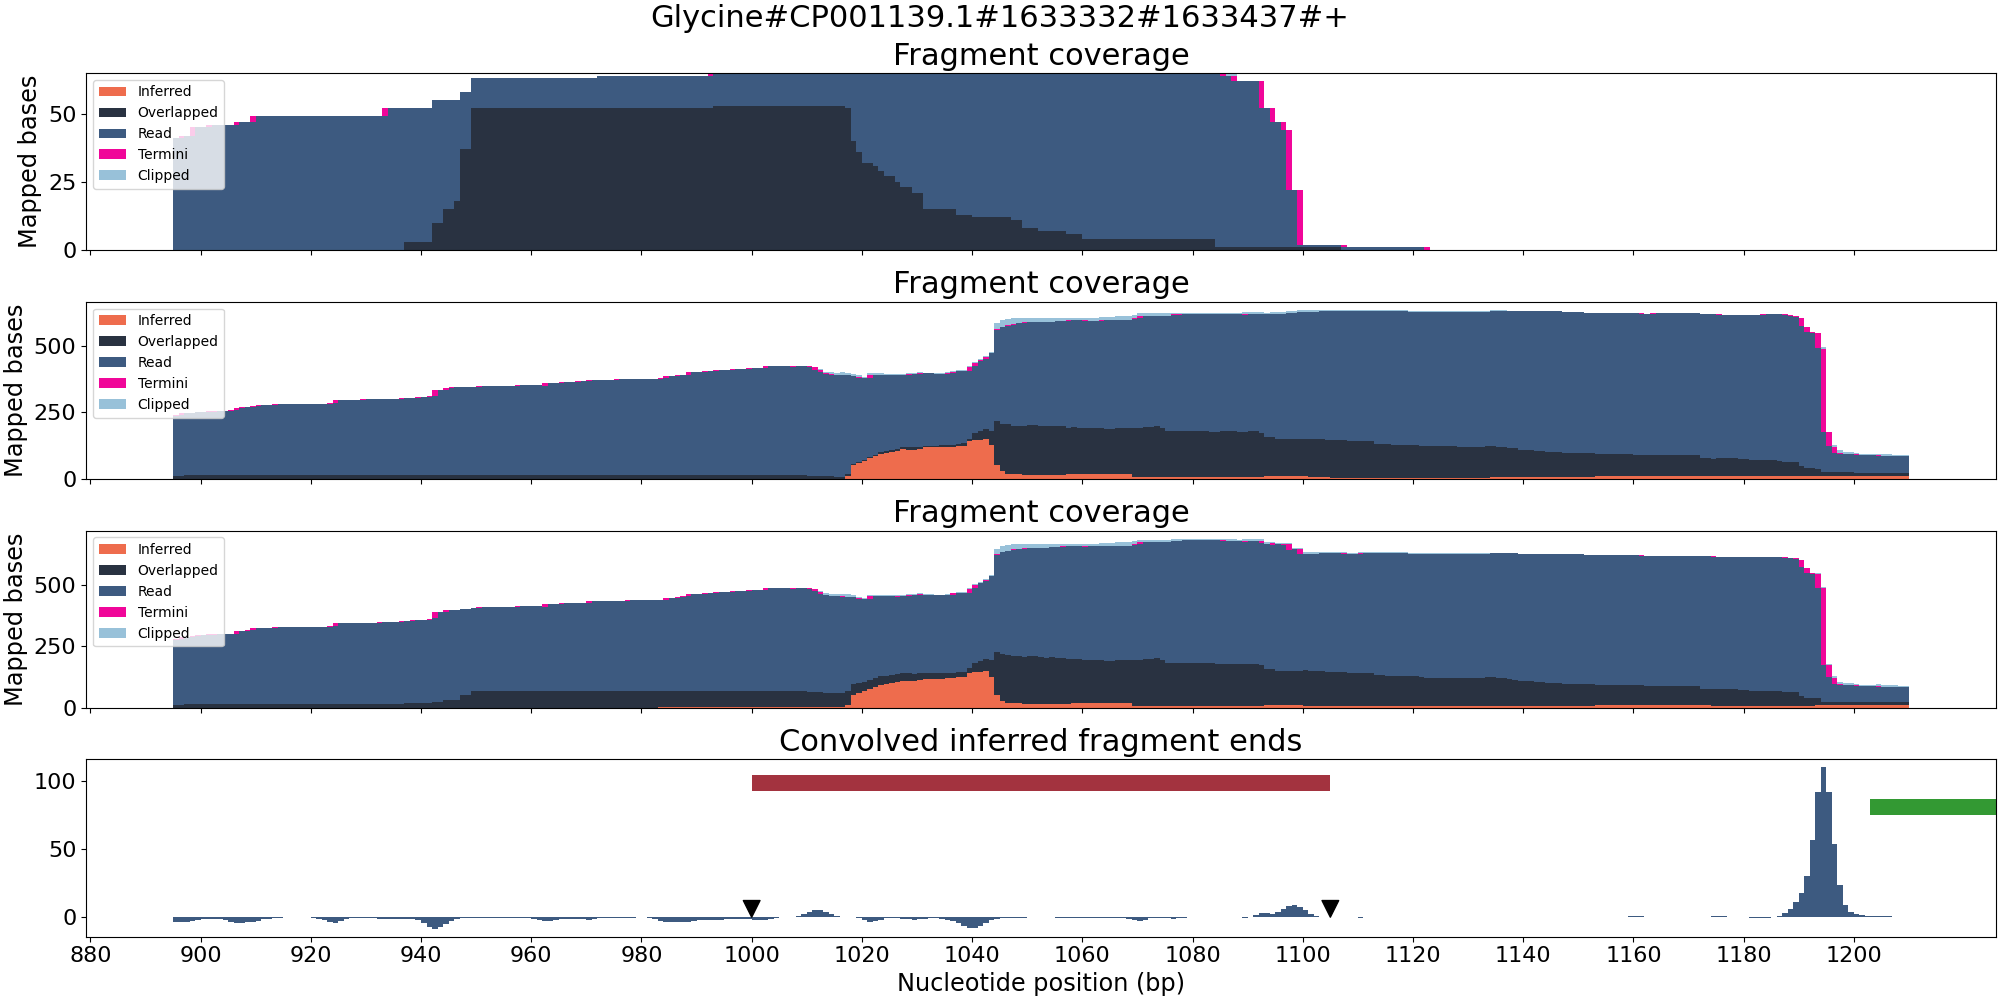 Glycine#CP001139.1#1633332#1633437#+
Fragment coverage
Mapped bases
50
25
0
Inferred
Overlapped
Read
Termini
Clipped
Fragment coverage
Mapped bases
500
250
0
Inferred
Overlapped
Read
Termini
Clipped
Fragment coverage
Mapped bases
500
250
0
Inferred
Overlapped
Read
Termini
Clipped
Convolved inferred fragment ends
100
50
0
880 900 920 940 960 980 1000 1020 1040 1060 1080 1100 1120 1140 1160 1180 1200
Nucleotide position (bp)